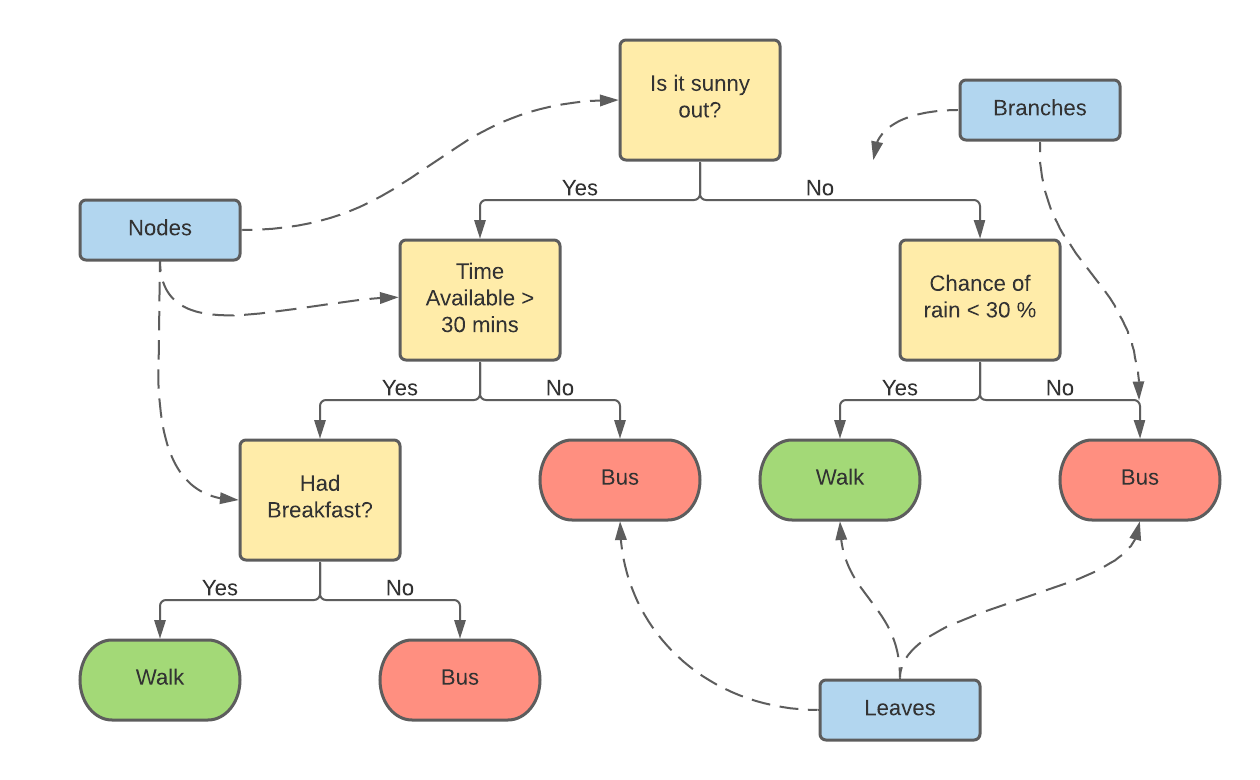 Is it sunny
out?
Branches
Yes
No
Nodes
Time
Available >
30 mins
Chance of
rain < 30 %
Yes
No
Yes
No
Had
Breakfast?
Bus
Walk
Bus
Yes
No
Walk
Bus
Leaves